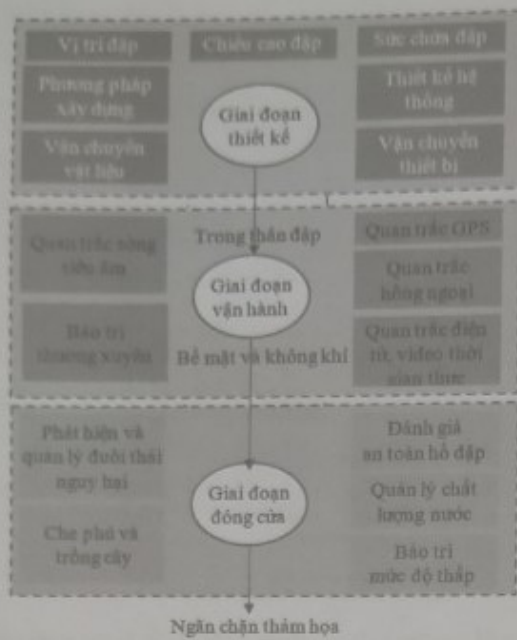 Vị trí đập
Chiều cao đập
Sức chứa đập
Phương pháp
xây dựng
Thiết kế hệ
thống
Giai đoạn
thiết kế
Vận chuyển
vật liệu
Vận chuyển
thiết bị
Quan trắc sóng
siêu âm
Trong thân đập
Quan trắc GPS
Giai đoạn
vận hành
Quan trắc
hồng ngoại
Bảo trì
thường xuyên
Bề mặt và không khí
Quan trắc điện
từ, video thời
gian thực
Phát hiện và
quản lý đuôi thải
nguy hại
Đánh giá
an toàn hồ đập
Giai đoạn
đóng cửa
Quản lý chất
lượng nước
Che phủ và
trồng cây
Bảo trì
mức độ thấp
Ngăn chặn thảm họa